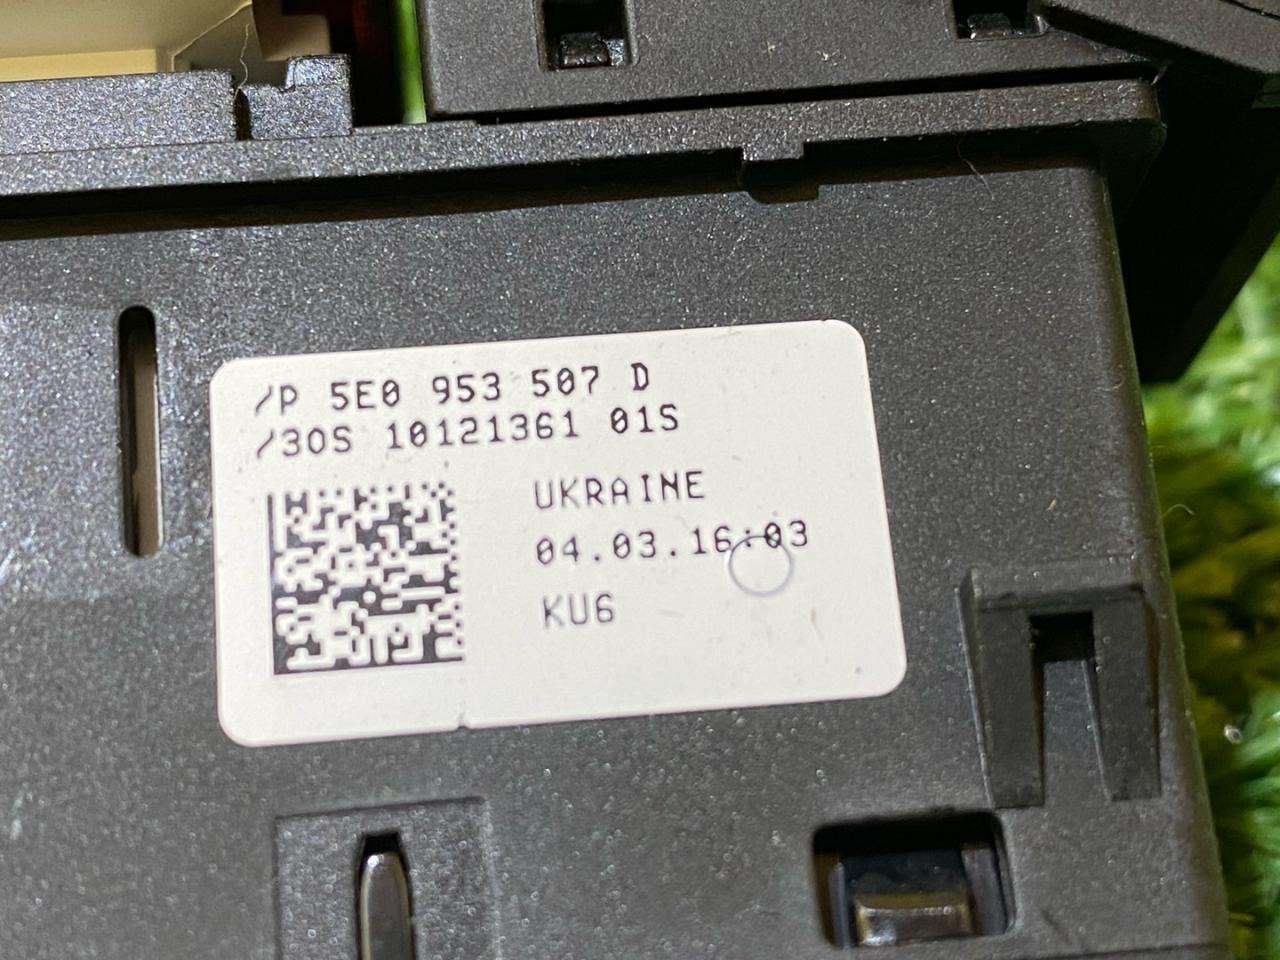 /P 5E0 953 507 D
/30S 10121361 01S
UKRAINE
04.03.16:03
KU6